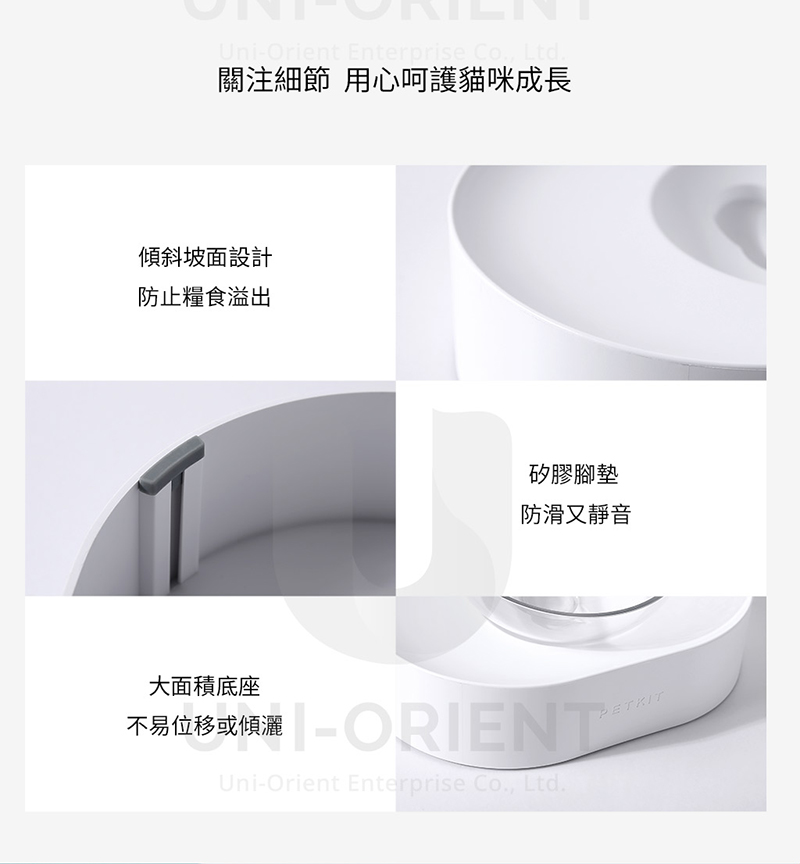 UNI-ORIENT
Uni-Orient Enterprise Co., Ltd.
關注細節 用心呵護貓咪成長
傾斜坡面設計
防止糧食溢出
矽膠腳墊
防滑又靜音
大面積底座
不易位移或傾灑
PETKIT
UNI-ORIENT
Uni-Orient Enterprise Co., Ltd.